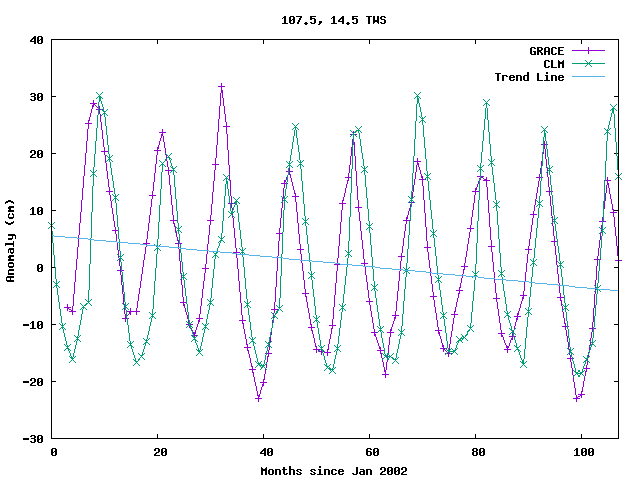 107.5, 14.5 TWS
GRACE
CLM
Trend Line
40
30
20
10
0
-10
-20
-30
Anomaly (cm)
0 20 40 60 80 100
Months since Jan 2002